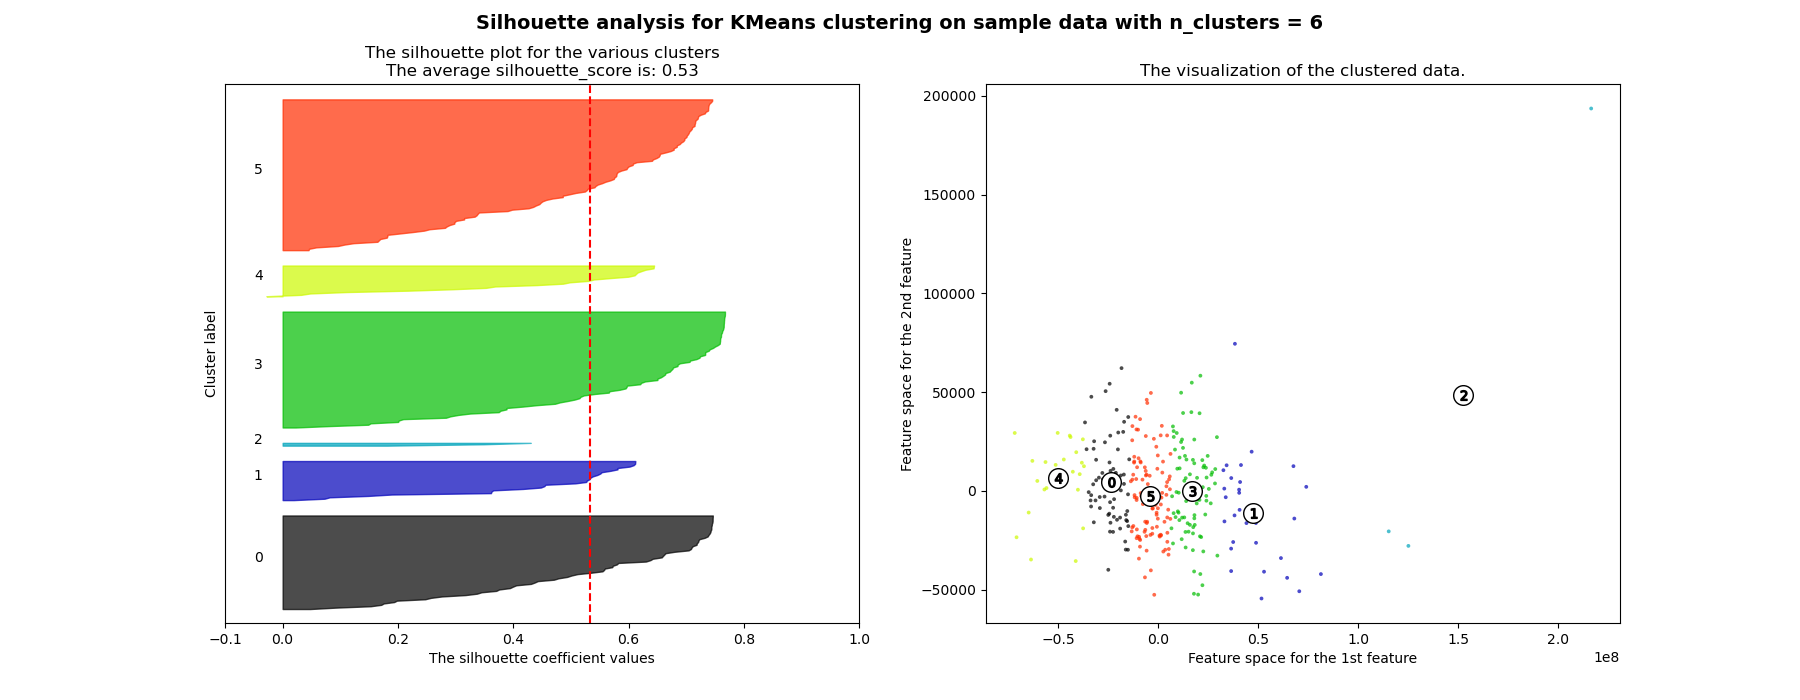 Silhouette analysis for KMeans clustering on sample data with n_clusters = 6
The silhouette plot for the various clusters
The average silhouette_score is: 0.53
Cluster label
5
4
3
2
1
0
−0.1 0.0 0.2 0.4 0.6 0.8 1.0
The silhouette coefficient values
The visualization of the clustered data.
Feature space for the 2nd feature
200000
150000
100000
50000
0
−50000
2
4
0
5
3
1
−0.5 0.0 0.5 1.0 1.5 2.0
1e8
Feature space for the 1st feature